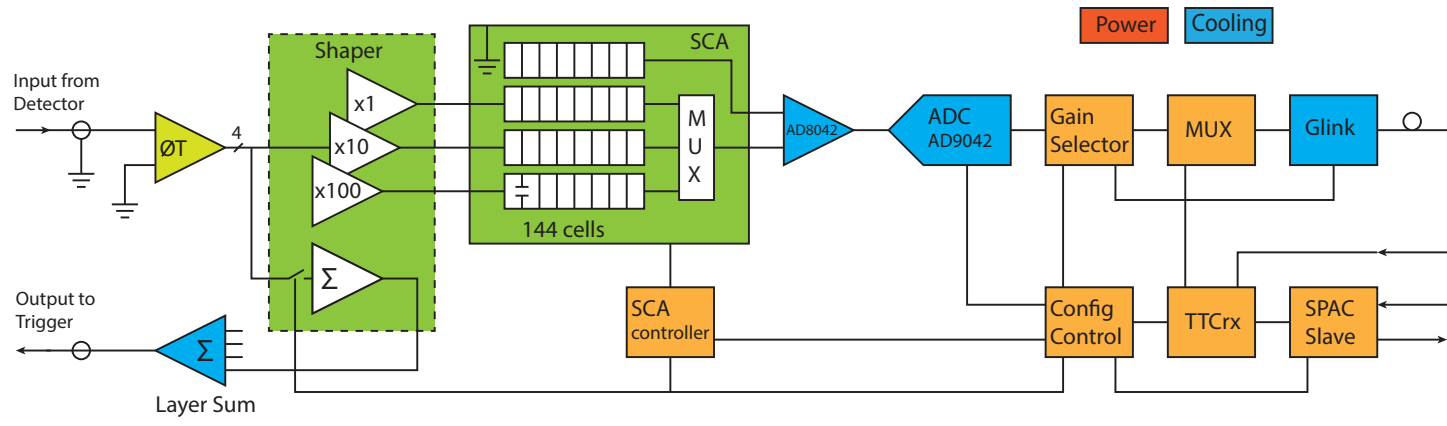 Power
Cooling
Shaper
SCA
Input from
Detector
4
ØT
x1
x10
x100
Σ
M
U
X
144 cells
AD8042
ADC
AD9042
Gain
Selector
MUX
Glink
Output to
Trigger
Σ
Layer Sum
SCA
controller
Config
Control
TTCrx
SPAC
Slave